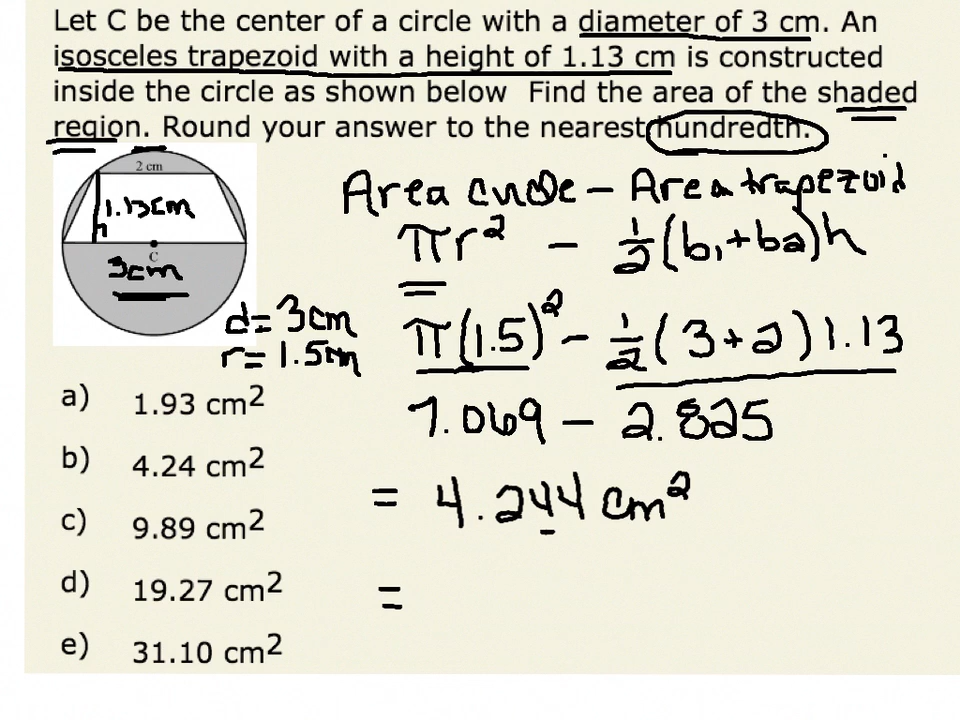 Let C be the center of a circle with a diameter of 3 cm. An
isosceles trapezoid with a height of 1.13 cm is constructed
inside the circle as shown below  Find the area of the shaded
region. Round your answer to the nearest hundredth.
2 cm
1.13cm
h
C
3cm
d=3cm
r=1.5cm
Area circle - Area trapezoid
πr² - ½(b₁+b₂)h
π(1.5)² - ½(3+2)1.13
7.069 - 2.825
= 4.244 cm²
=
a) 1.93 cm²
b) 4.24 cm²
c) 9.89 cm²
d) 19.27 cm²
e) 31.10 cm²